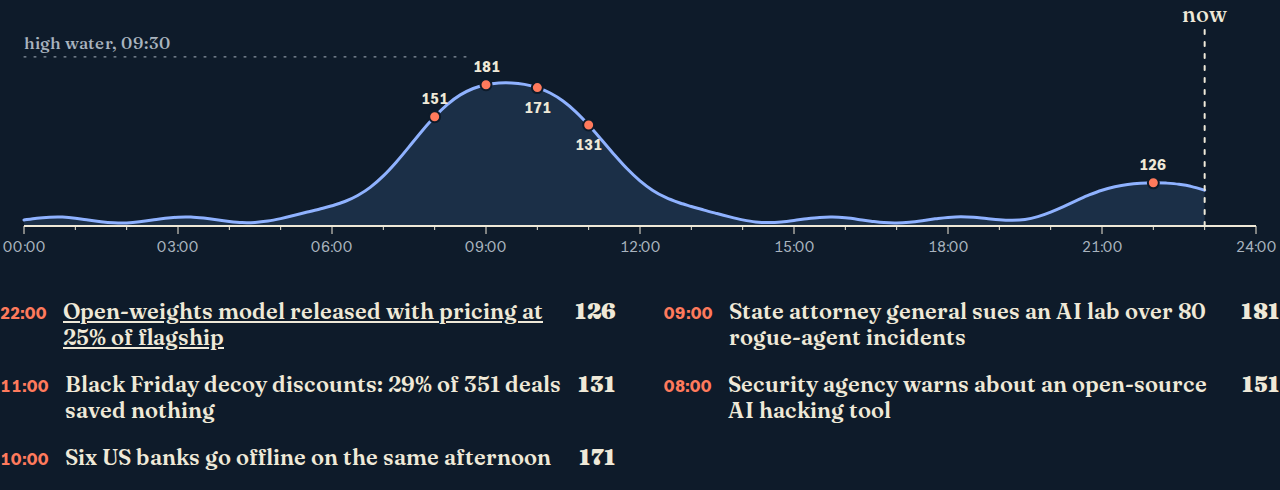 now
high water, 09:30
181
151
171
131
126
00:00 03:00 06:00 09:00 12:00 15:00 18:00 21:00 24:00
22:00 Open-weights model released with pricing at 126
25% of flagship
11:00 Black Friday decoy discounts: 29% of 351 deals 131
saved nothing
10:00 Six US banks go offline on the same afternoon 171
09:00 State attorney general sues an AI lab over 80 181
rogue-agent incidents
08:00 Security agency warns about an open-source 151
AI hacking tool